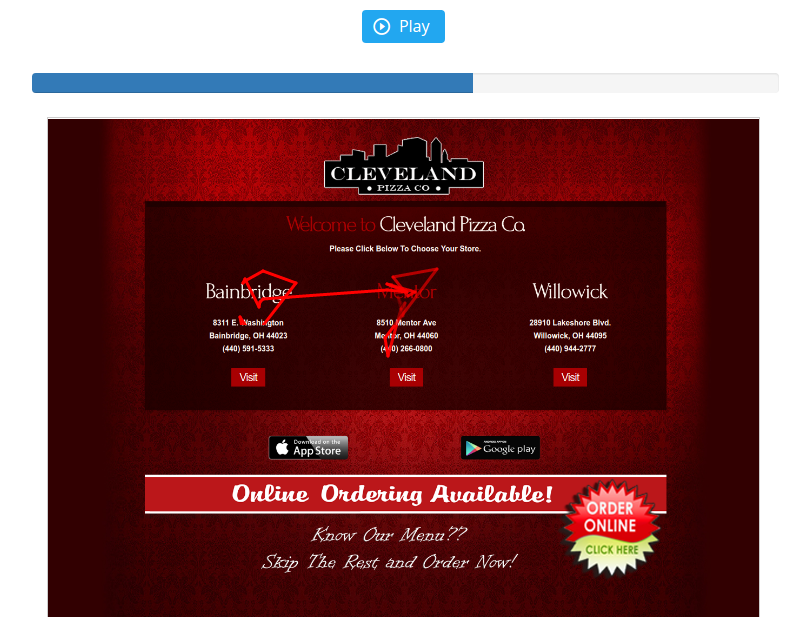 Play
CLEVELAND
PIZZA CO
Welcome to Cleveland Pizza Co.
Please Click Below To Choose Your Store.
Bainbridge
8311 E. Washington
Bainbridge, OH 44023
(440) 591-5333
Visit
Mentor
8510 Mentor Ave
Mentor, OH 44060
(440) 266-0800
Visit
Willowick
28910 Lakeshore Blvd.
Willowick, OH 44095
(440) 944-2777
Visit
Download on the
App Store
ANDROID APP ON
Google play
Online Ordering Available!
ORDER
ONLINE
CLICK HERE
Know Our Menu??
Skip The Rest and Order Now!